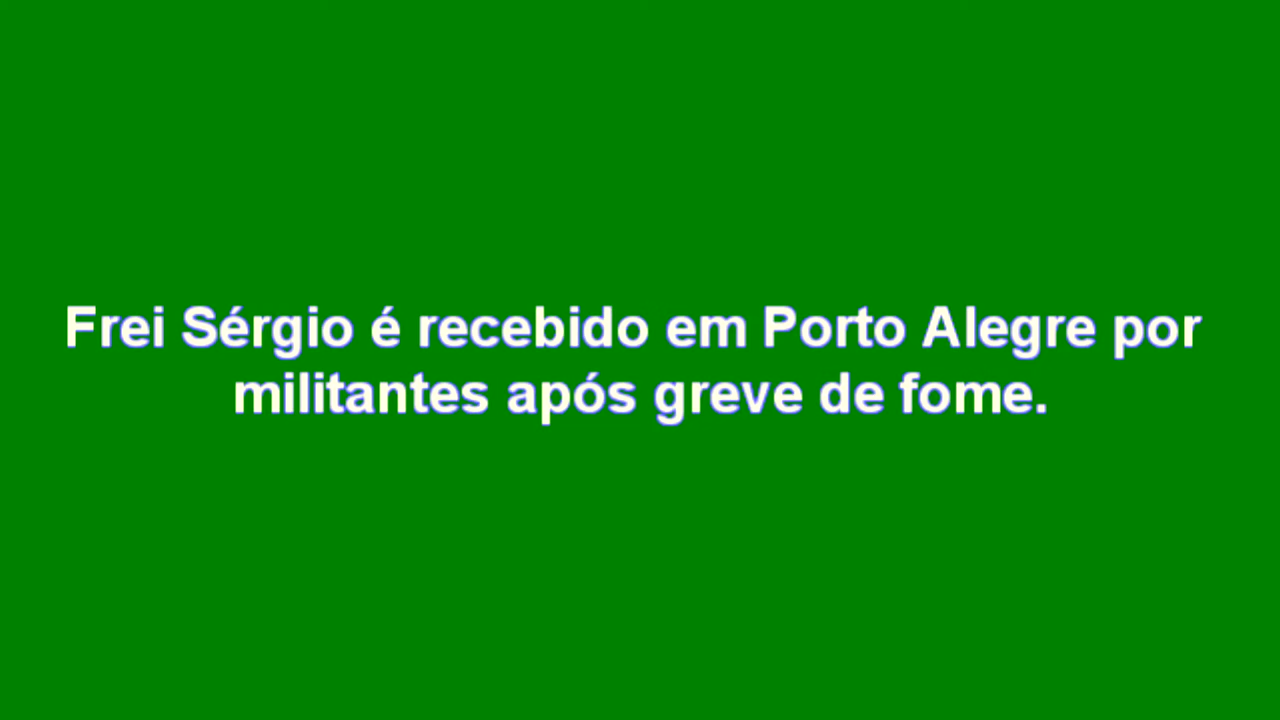 Frei Sérgio é recebido em Porto Alegre por
militantes após greve de fome.